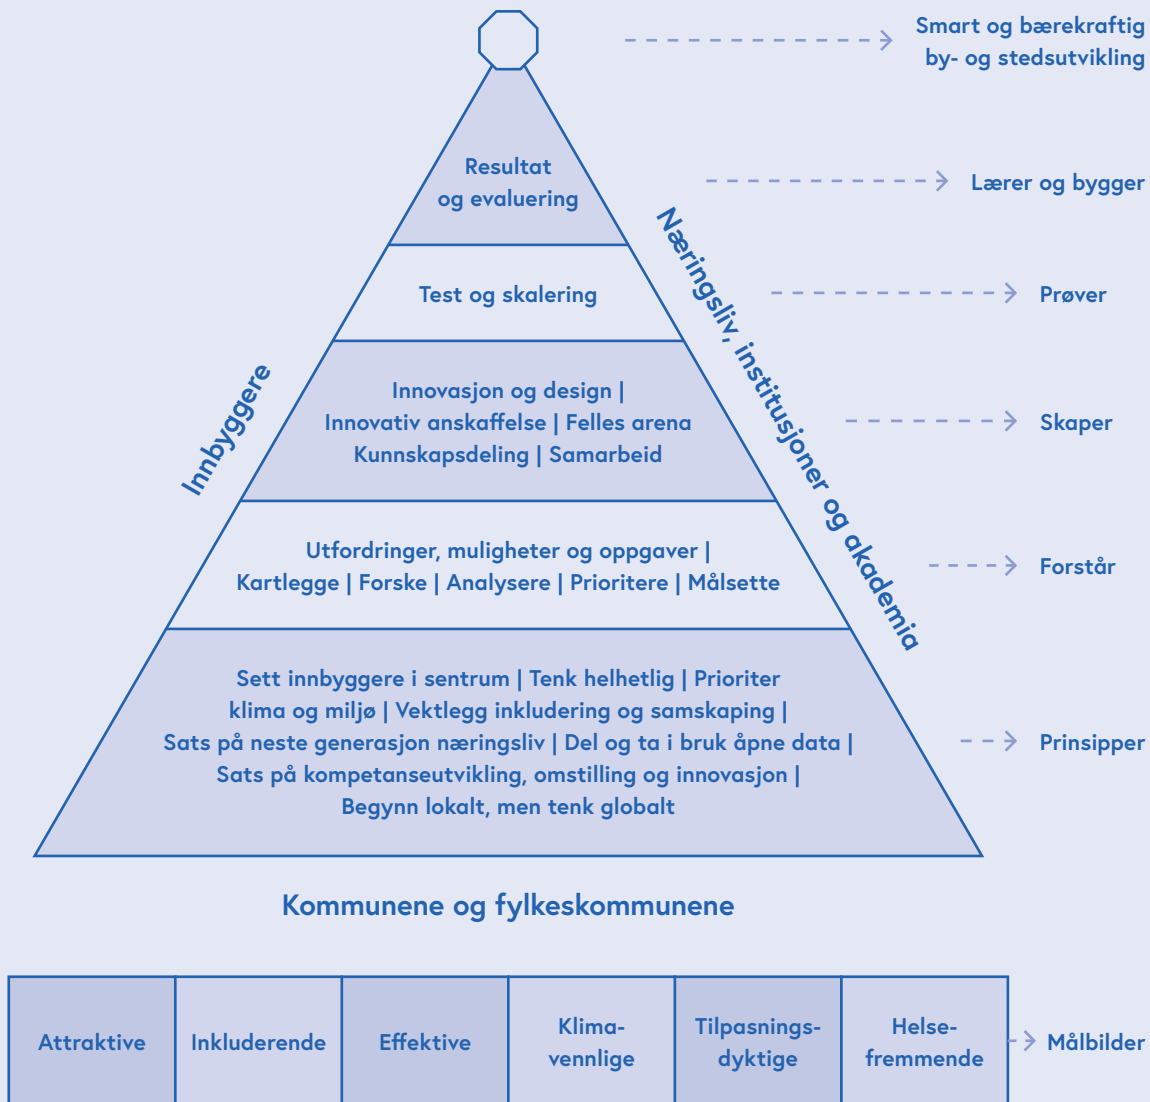 Smart og bærekraftig
by- og stedsutvikling
Resultat
og evaluering
Lærer og bygger
Test og skalering
Prøver
Innovasjon og design |
Innovativ anskaffelse | Felles arena
Kunnskapsdeling | Samarbeid
Skaper
Innbyggere
Næringsliv, institusjoner og akademia
Utfordringer, muligheter og oppgaver |
Kartlegge | Forske | Analysere | Prioritere | Målsette
Forstår
Sett innbyggere i sentrum | Tenk helhetlig | Prioriter
klima og miljø | Vektlegg inkludering og samskaping |
Sats på neste generasjon næringsliv | Del og ta i bruk åpne data |
Sats på kompetanseutvikling, omstilling og innovasjon |
Begynn lokalt, men tenk globalt
Prinsipper
Kommunene og fylkeskommunene
Attraktive
Inkluderende
Effektive
Klima-
vennlige
Tilpasnings-
dyktige
Helse-
fremmende
Målbilder